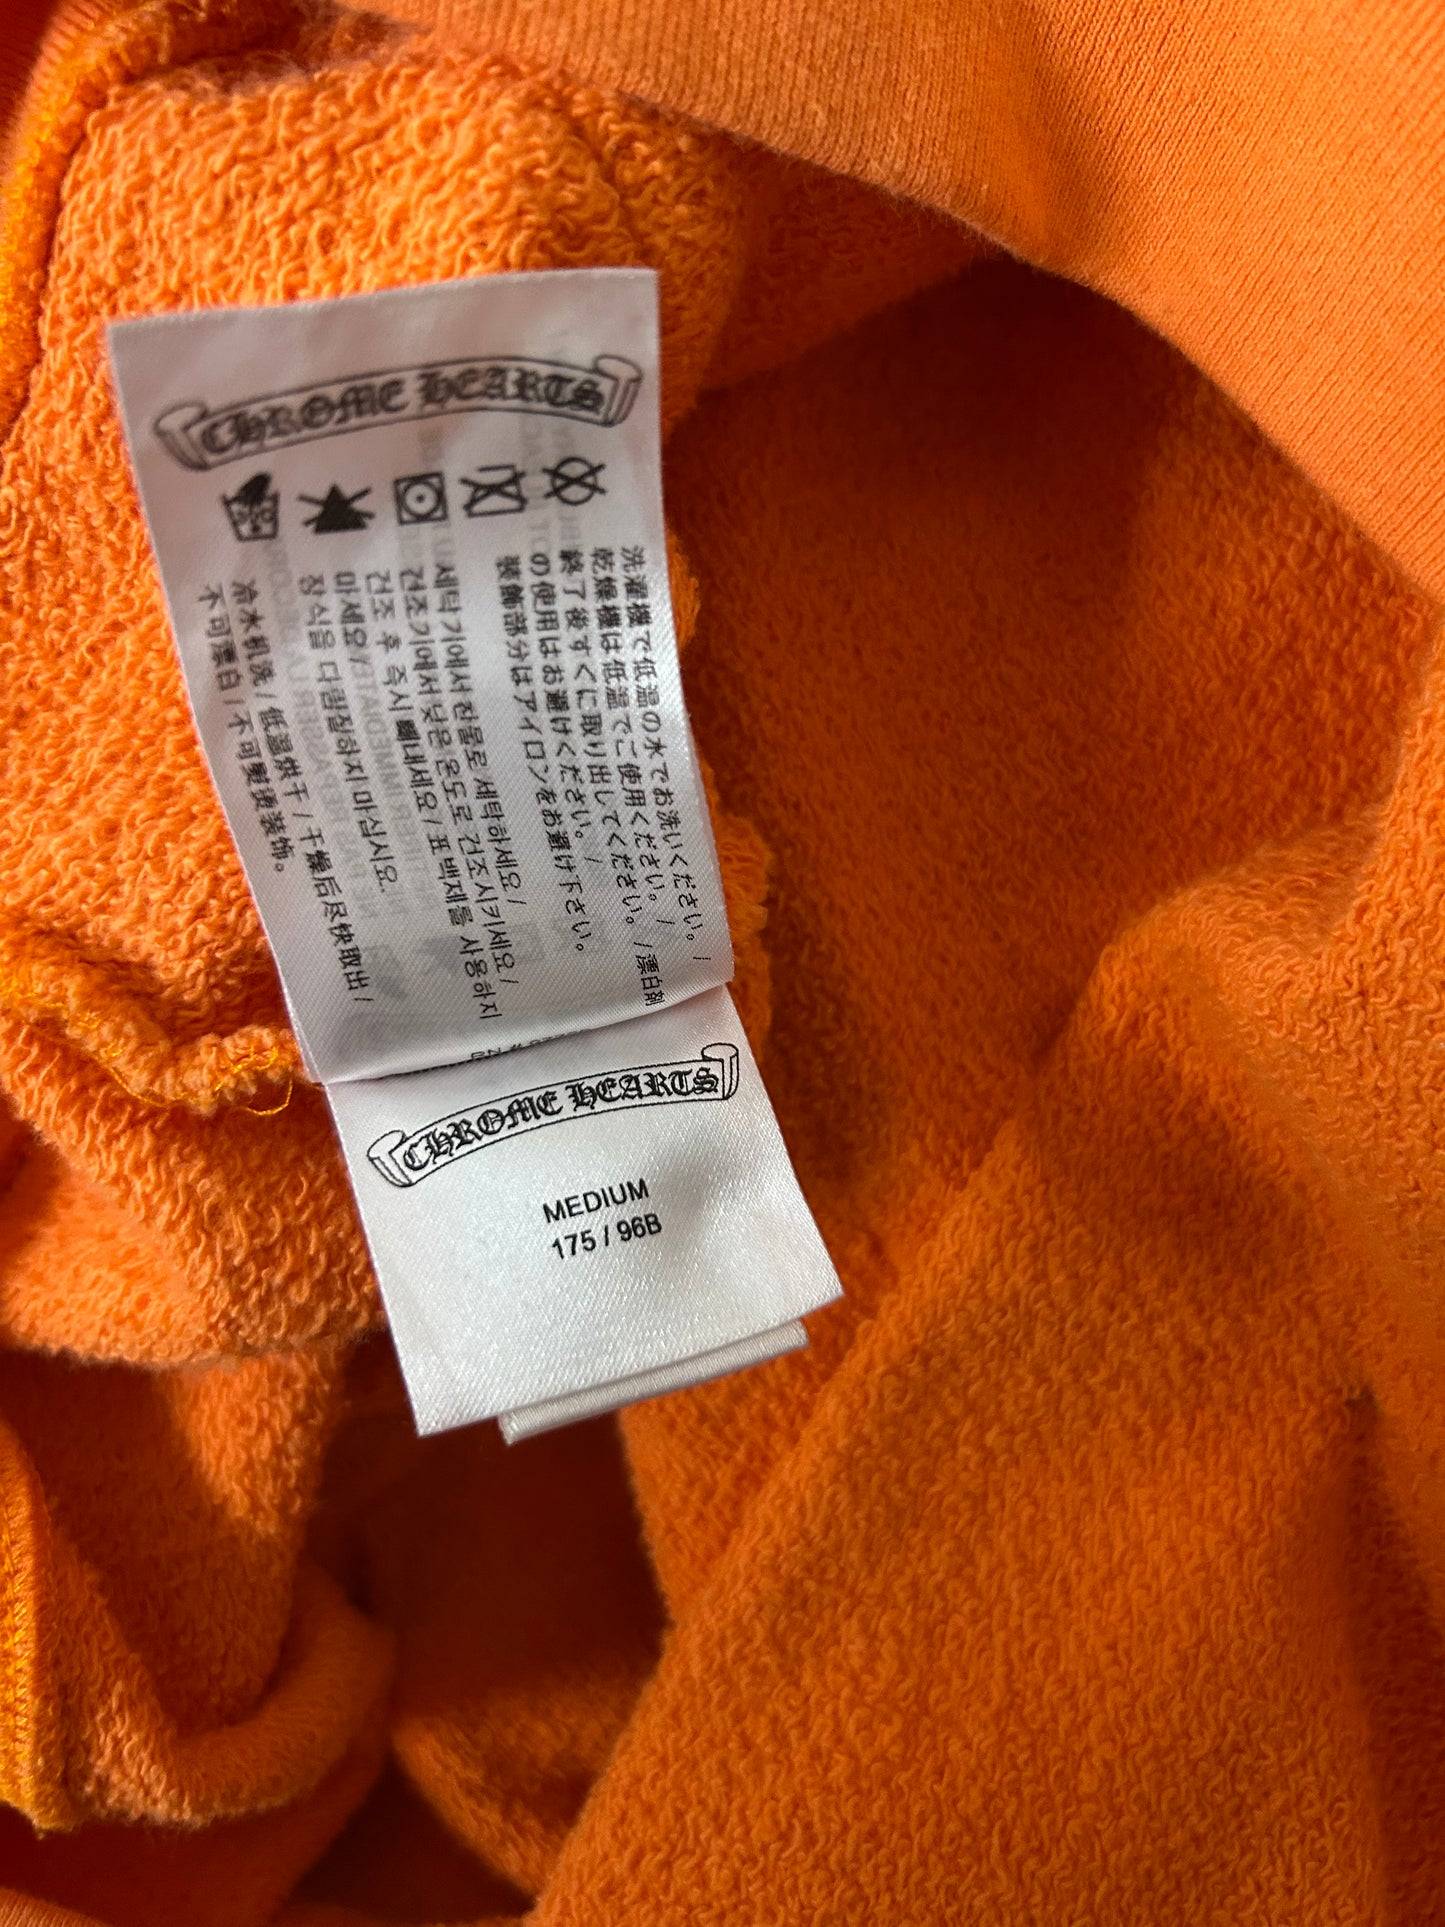 CHROME HEARTS
洗濯機で低温の水でお洗いください。/
乾燥機は低温でご使用ください。/
終了後すぐに取り出してください。/漂白剤
の使用はお避けください。/
装飾部分はアイロンをお避け下さい。
세탁기에서 찬물로 세탁하세요 /
건조기에서 낮은 온도로 건조시키세요 /
건조 후 즉시 빼내세요 / 표백제를 사용하지
마세요 /
장식을 다림질하지 마십시요.
冷水机洗 / 低温烘干 / 干燥后尽快取出 /
不可漂白 / 不可熨烫装饰。
CHROME HEARTS
MEDIUM
175 / 96B